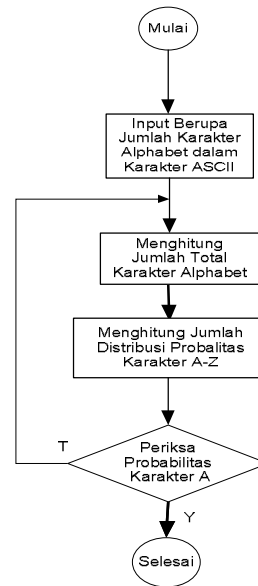 Mulai
Input Berupa
Jumlah Karakter
Alphabet dalam
Karakter ASCII
Menghitung
Jumlah Total
Karakter Alphabet
Menghitung Jumlah
Distribusi Probalitas
Karakter A-Z
T
Periksa
Probabilitas
Karakter A
Y
Selesai